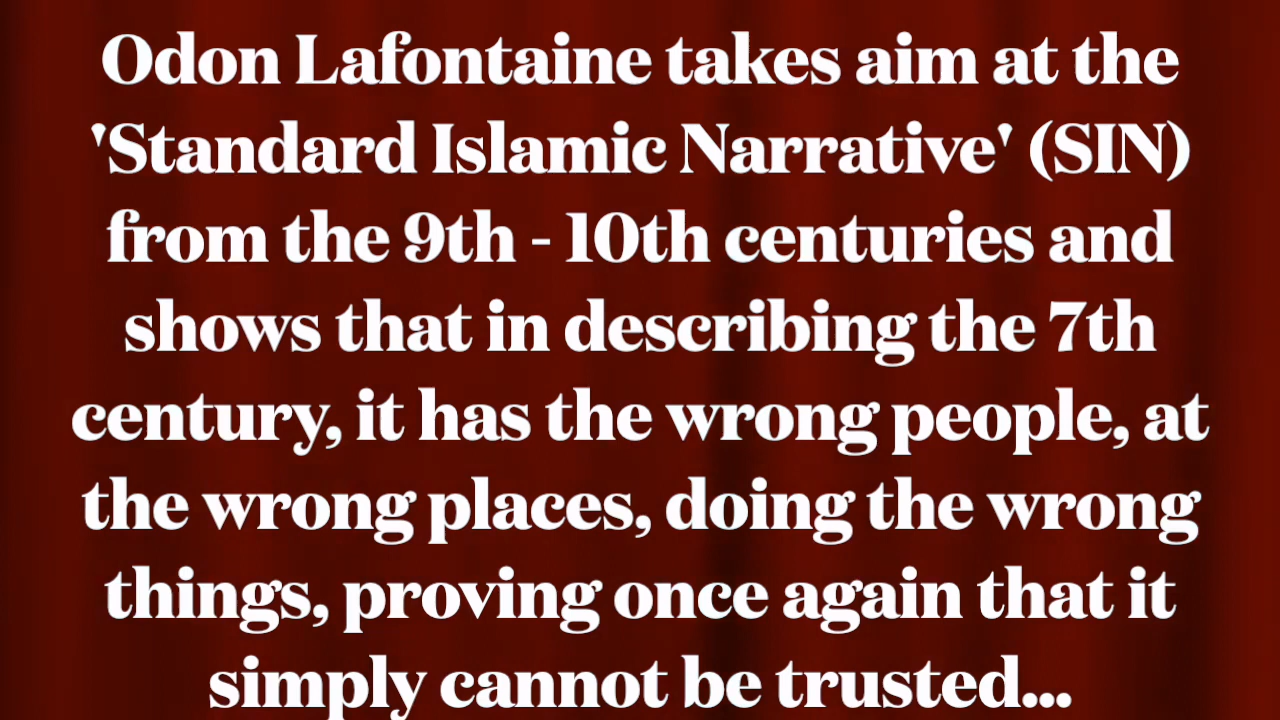 Odon Lafontaine takes aim at the
'Standard Islamic Narrative' (SIN)
from the 9th - 10th centuries and
shows that in describing the 7th
century, it has the wrong people, at
the wrong places, doing the wrong
things, proving once again that it
simply cannot be trusted...